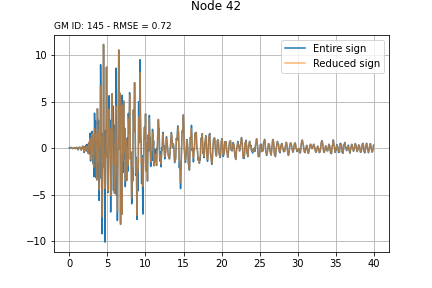 Node 42
GM ID: 145 - RMSE = 0.72
Entire sign
Reduced sign
10
5
0
−5
−10
0 5 10 15 20 25 30 35 40